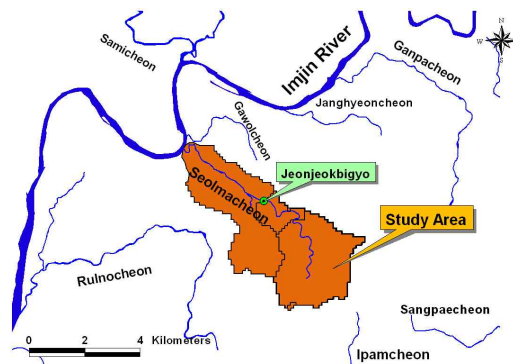 N
W
E
S
Samicheon
Imjin River
Ganpacheon
Janghyeoncheon
Gawolcheon
Jeonjeokbigyo
Seolmacheon
Study Area
Rulnocheon
Sangpaecheon
0 2 4 Kilometers
Ipamcheon